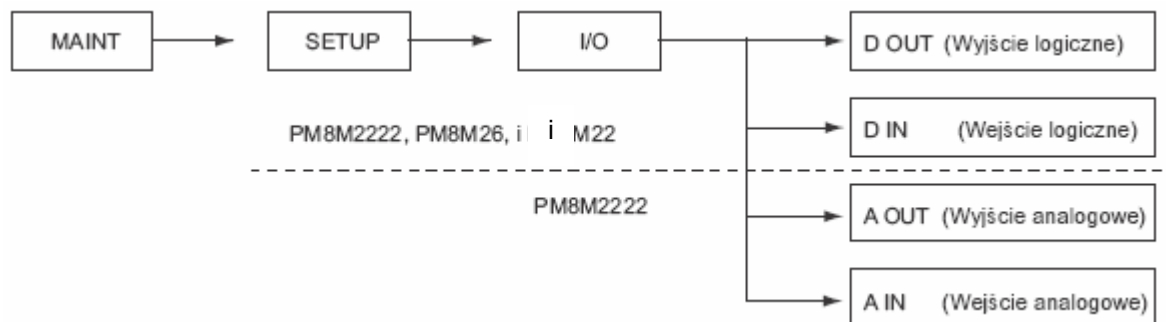 MAINT
SETUP
I/O
D OUT (Wyjście logiczne)
PM8M2222, PM8M26, i M22
D IN (Wejście logiczne)
PM8M2222
A OUT (Wyjście analogowe)
A IN (Wejście analogowe)